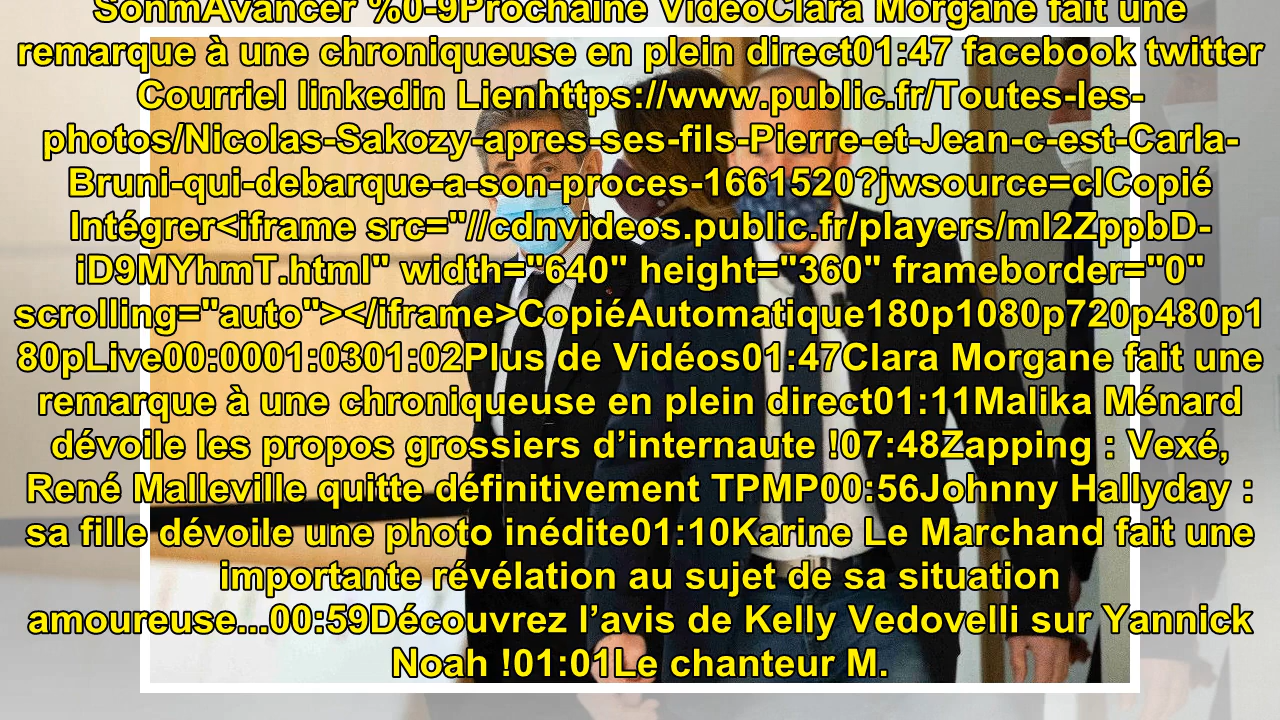 SonmAvancer %0-9Prochaine VidéoClara Morgane fait une
remarque à une chroniqueuse en plein direct01:47 facebook twitter
Courriel linkedin Lienhttps://www.public.fr/Toutes-les-
photos/Nicolas-Sakozy-apres-ses-fils-Pierre-et-Jean-c-est-Carla-
Bruni-qui-debarque-a-son-proces-1661520?jwsource=clCopié
Intégrer<iframe src="//cdnvideos.public.fr/players/ml2ZppbD-
iD9MYhmT.html" width="640" height="360" frameborder="0"
scrolling="auto"></iframe>CopiéAutomatique180p1080p720p480p1
80pLive00:0001:0301:02Plus de Vidéos01:47Clara Morgane fait une
remarque à une chroniqueuse en plein direct01:11Malika Ménard
dévoile les propos grossiers d’internaute !07:48Zapping : Vexé,
René Malleville quitte définitivement TPMP00:56Johnny Hallyday :
sa fille dévoile une photo inédite01:10Karine Le Marchand fait une
importante révélation au sujet de sa situation
amoureuse...00:59Découvrez l’avis de Kelly Vedovelli sur Yannick
Noah !01:01Le chanteur M.